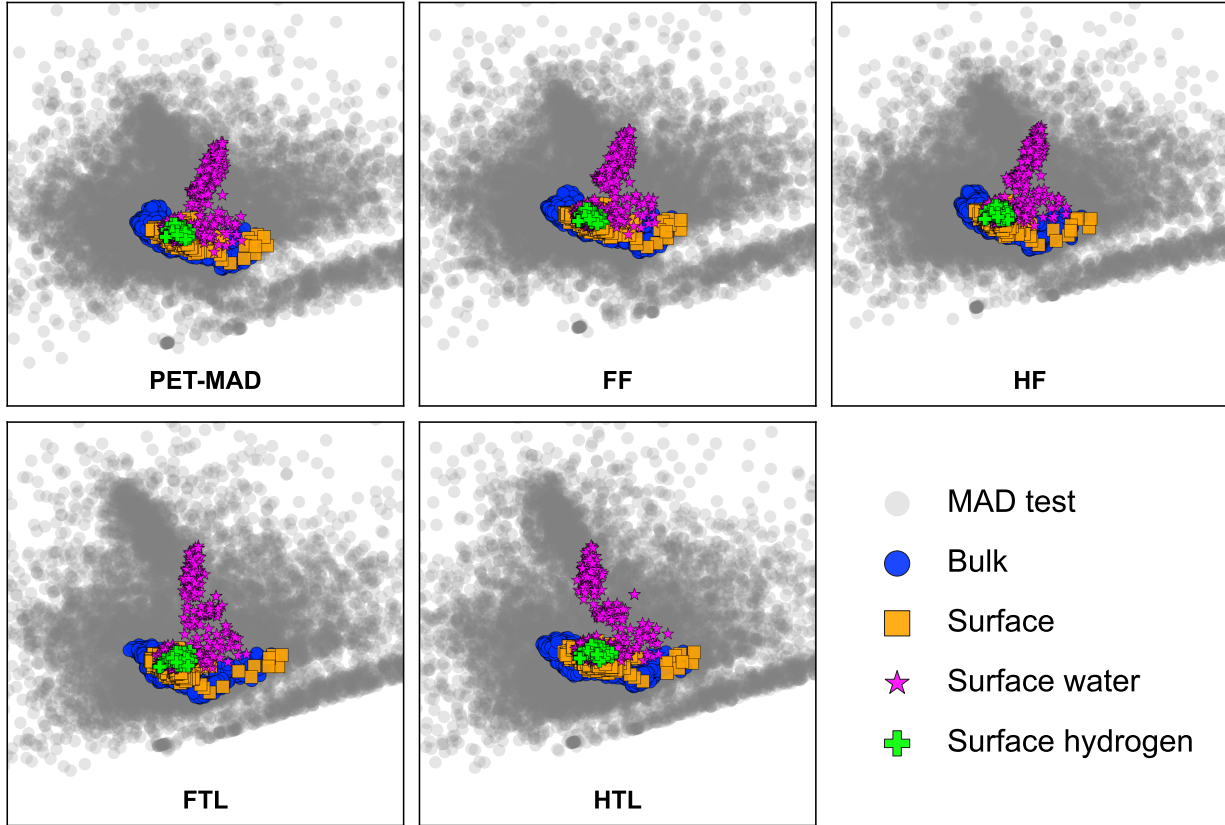 PET-MAD
FF
HF
FTL
HTL
MAD test
Bulk
Surface
Surface water
Surface hydrogen